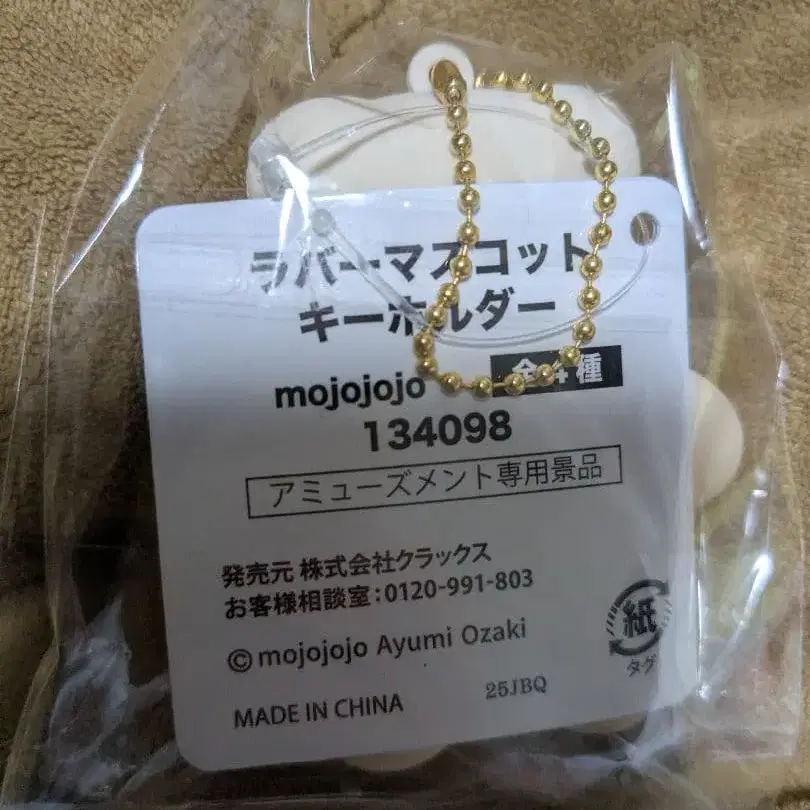 ラバーマスコット
キーホルダー
mojojojo 全4種
134098
アミューズメント専用景品
発売元 株式会社クラックス
お客様相談室:0120-991-803
©mojojojo Ayumi Ozaki
紙
タグ
MADE IN CHINA 25JBQ